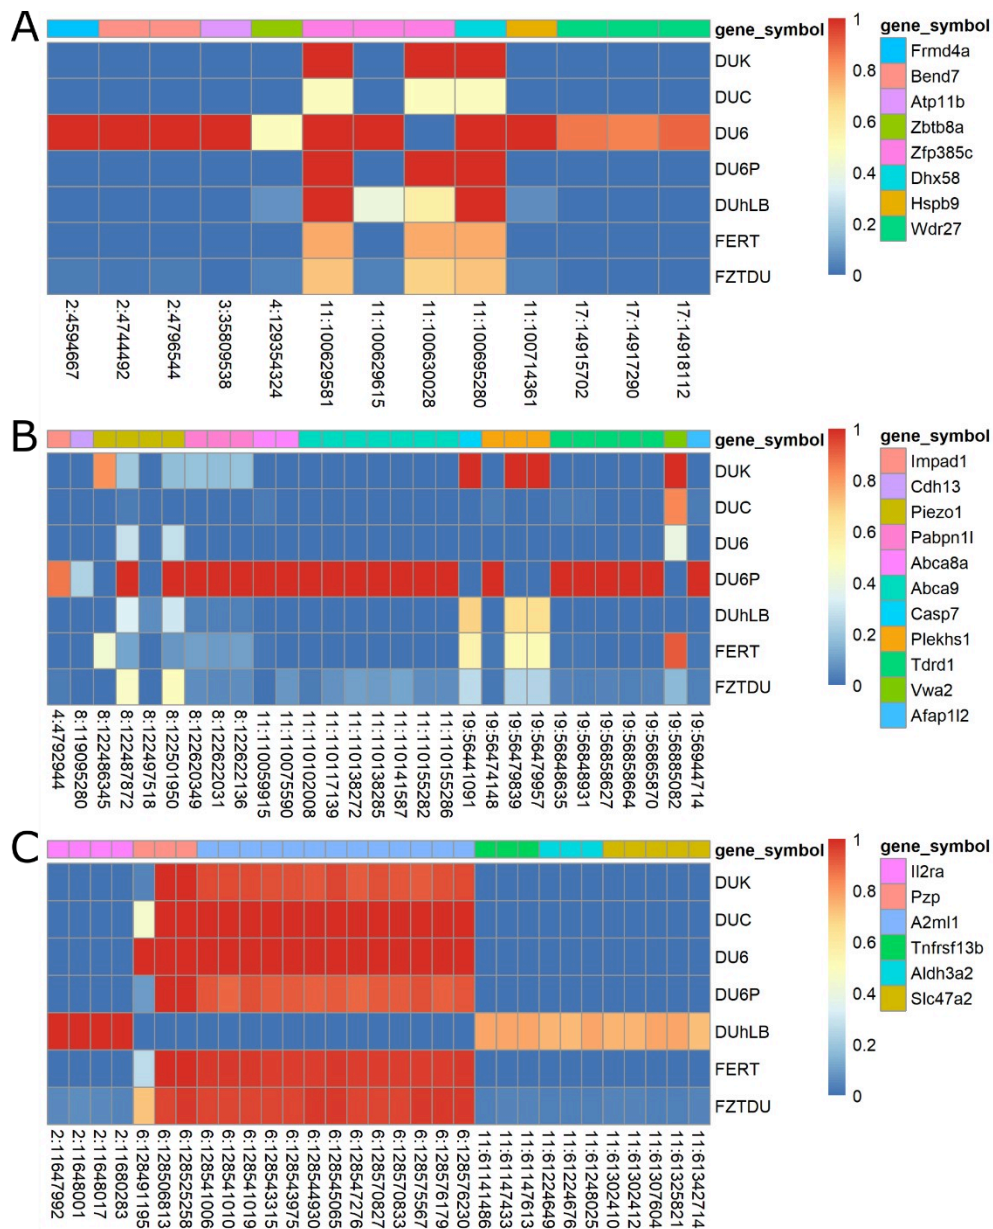 A
gene_symbol
DUK
DUC
DU6
DU6P
DUhLB
FERT
FZTDU
2:4594667
2:4744492
2:4796544
3:35809538
4:129354324
11:100629581
11:100629615
11:100630028
11:100695280
11:100714361
17:14915702
17:14917290
17:14918112
1
0.8
0.6
0.4
0.2
0
gene_symbol
Frmd4a
Bend7
Atp11b
Zbtb8a
Zfp385c
Dhx58
Hspb9
Wdr27
B
gene_symbol
DUK
DUC
DU6
DU6P
DUhLB
FERT
FZTDU
4:4792944
8:119095280
8:122486345
8:122487872
8:122497518
8:122501950
8:122620349
8:122622031
8:122622136
11:110059915
11:110075590
11:110102008
11:110117139
11:110138272
11:110138285
11:110141587
11:110155282
11:110155286
19:56441091
19:56474148
19:56479839
19:56479957
19:56848635
19:56848931
19:56858627
19:56858664
19:56865870
19:56885082
19:56944714
1
0.8
0.6
0.4
0.2
0
gene_symbol
Impad1
Cdh13
Piezo1
Pabpn1l
Abca8a
Abca9
Casp7
Plekhs1
Tdrd1
Vwa2
Afap1l2
C
gene_symbol
DUK
DUC
DU6
DU6P
DUhLB
FERT
FZTDU
2:11647992
2:11648001
2:11648017
2:11680283
6:128491195
6:128506813
6:128525258
6:128541006
6:128541010
6:128541019
6:128543315
6:128543975
6:128544930
6:128545065
6:128547276
6:128570827
6:128570833
6:128575567
6:128576179
6:128576230
11:61141486
11:61147433
11:61147613
11:61224649
11:61224676
11:61248025
11:61302410
11:61302412
11:61307604
11:61325821
11:61342714
1
0.8
0.6
0.4
0.2
0
gene_symbol
Il2ra
Pzp
A2ml1
Tnfrsf13b
Aldh3a2
Slc47a2